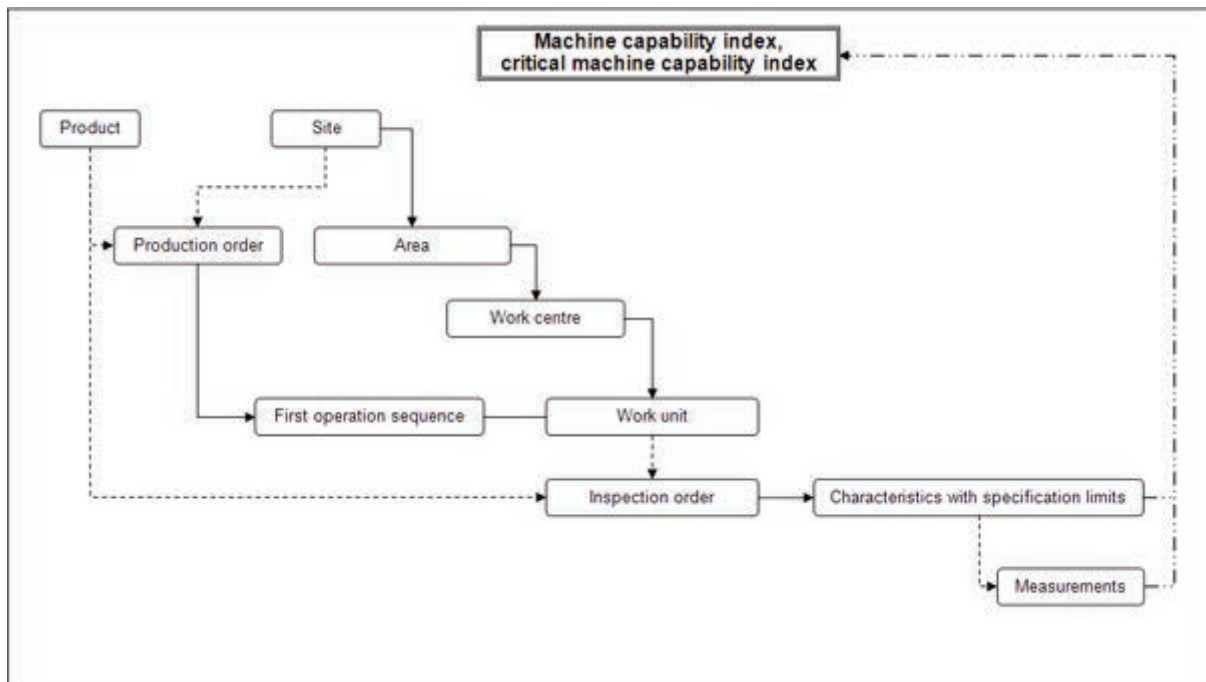 Machine capability index,
critical machine capability index
Product
Site
Production order
Area
Work centre
First operation sequence
Work unit
Inspection order
Characteristics with specification limits
Measurements